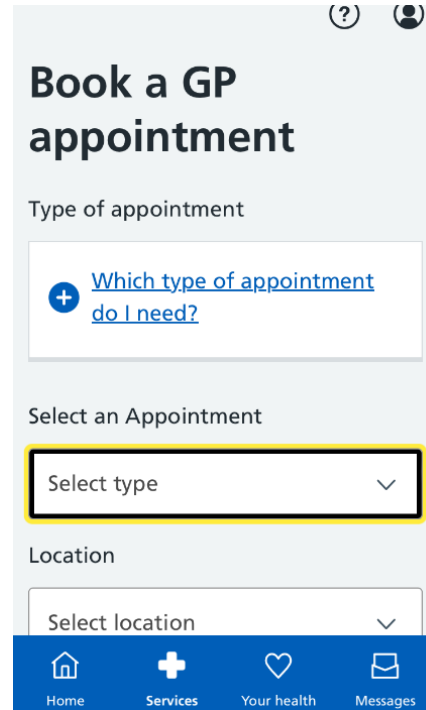 Book a GP
appointment
Type of appointment
Which type of appointment
do I need?
Select an Appointment
Select type
Location
Select location
Home Services Your health Messages